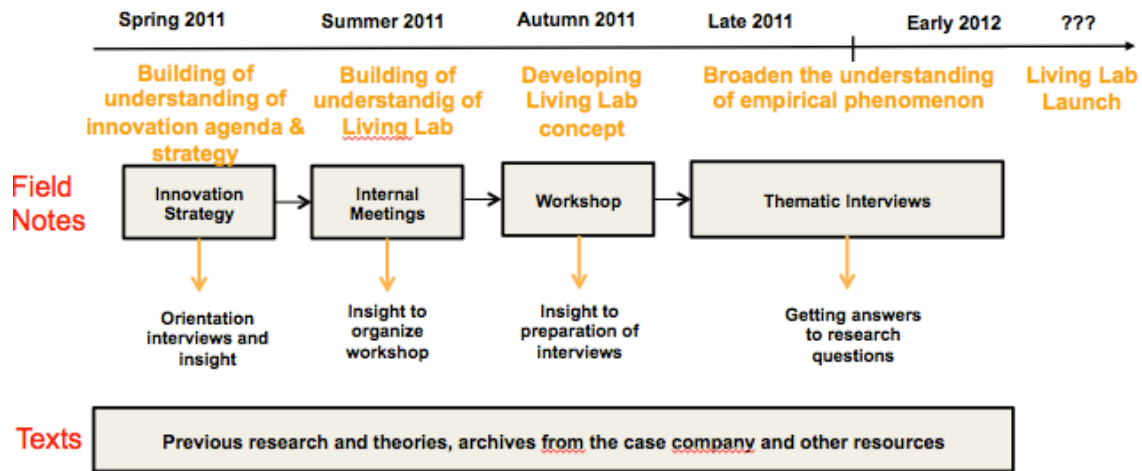 Spring 2011
Summer 2011
Autumn 2011
Late 2011
Early 2012
???
Building of
understanding of
innovation agenda &
strategy
Building of
understandig of
Living Lab
Developing
Living Lab
concept
Broaden the understanding
of empirical phenomenon
Living Lab
Launch
Field
Notes
Innovation
Strategy
Internal
Meetings
Workshop
Thematic Interviews
Orientation
interviews and
insight
Insight to
organize
workshop
Insight to
preparation of
interviews
Getting answers
to research
questions
Texts
Previous research and theories, archives from the case company and other resources